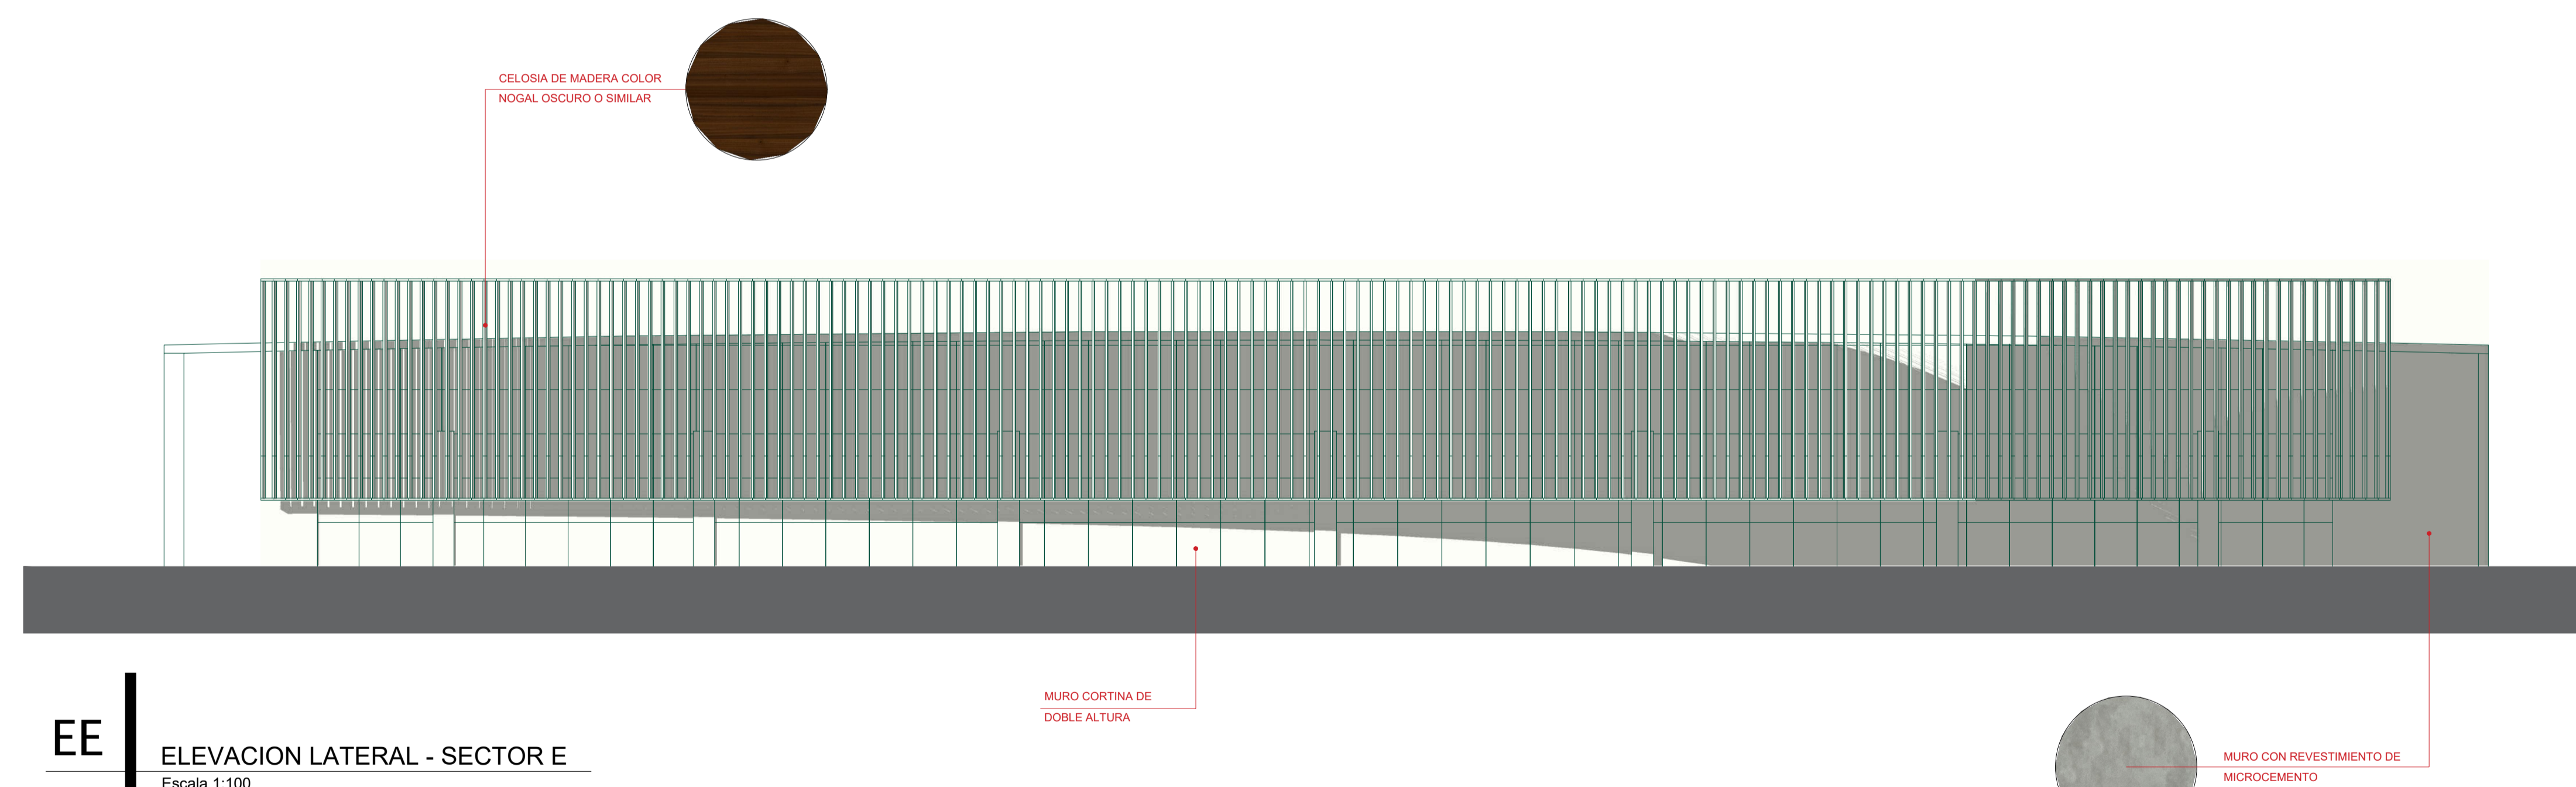 CELOSIA DE MADERA COLOR
NOGAL OSCURO O SIMILAR
MURO CORTINA DE
DOBLE ALTURA
EE
ELEVACION LATERAL - SECTOR E
Escala 1:100
MURO CON REVESTIMIENTO DE
MICROCEMENTO